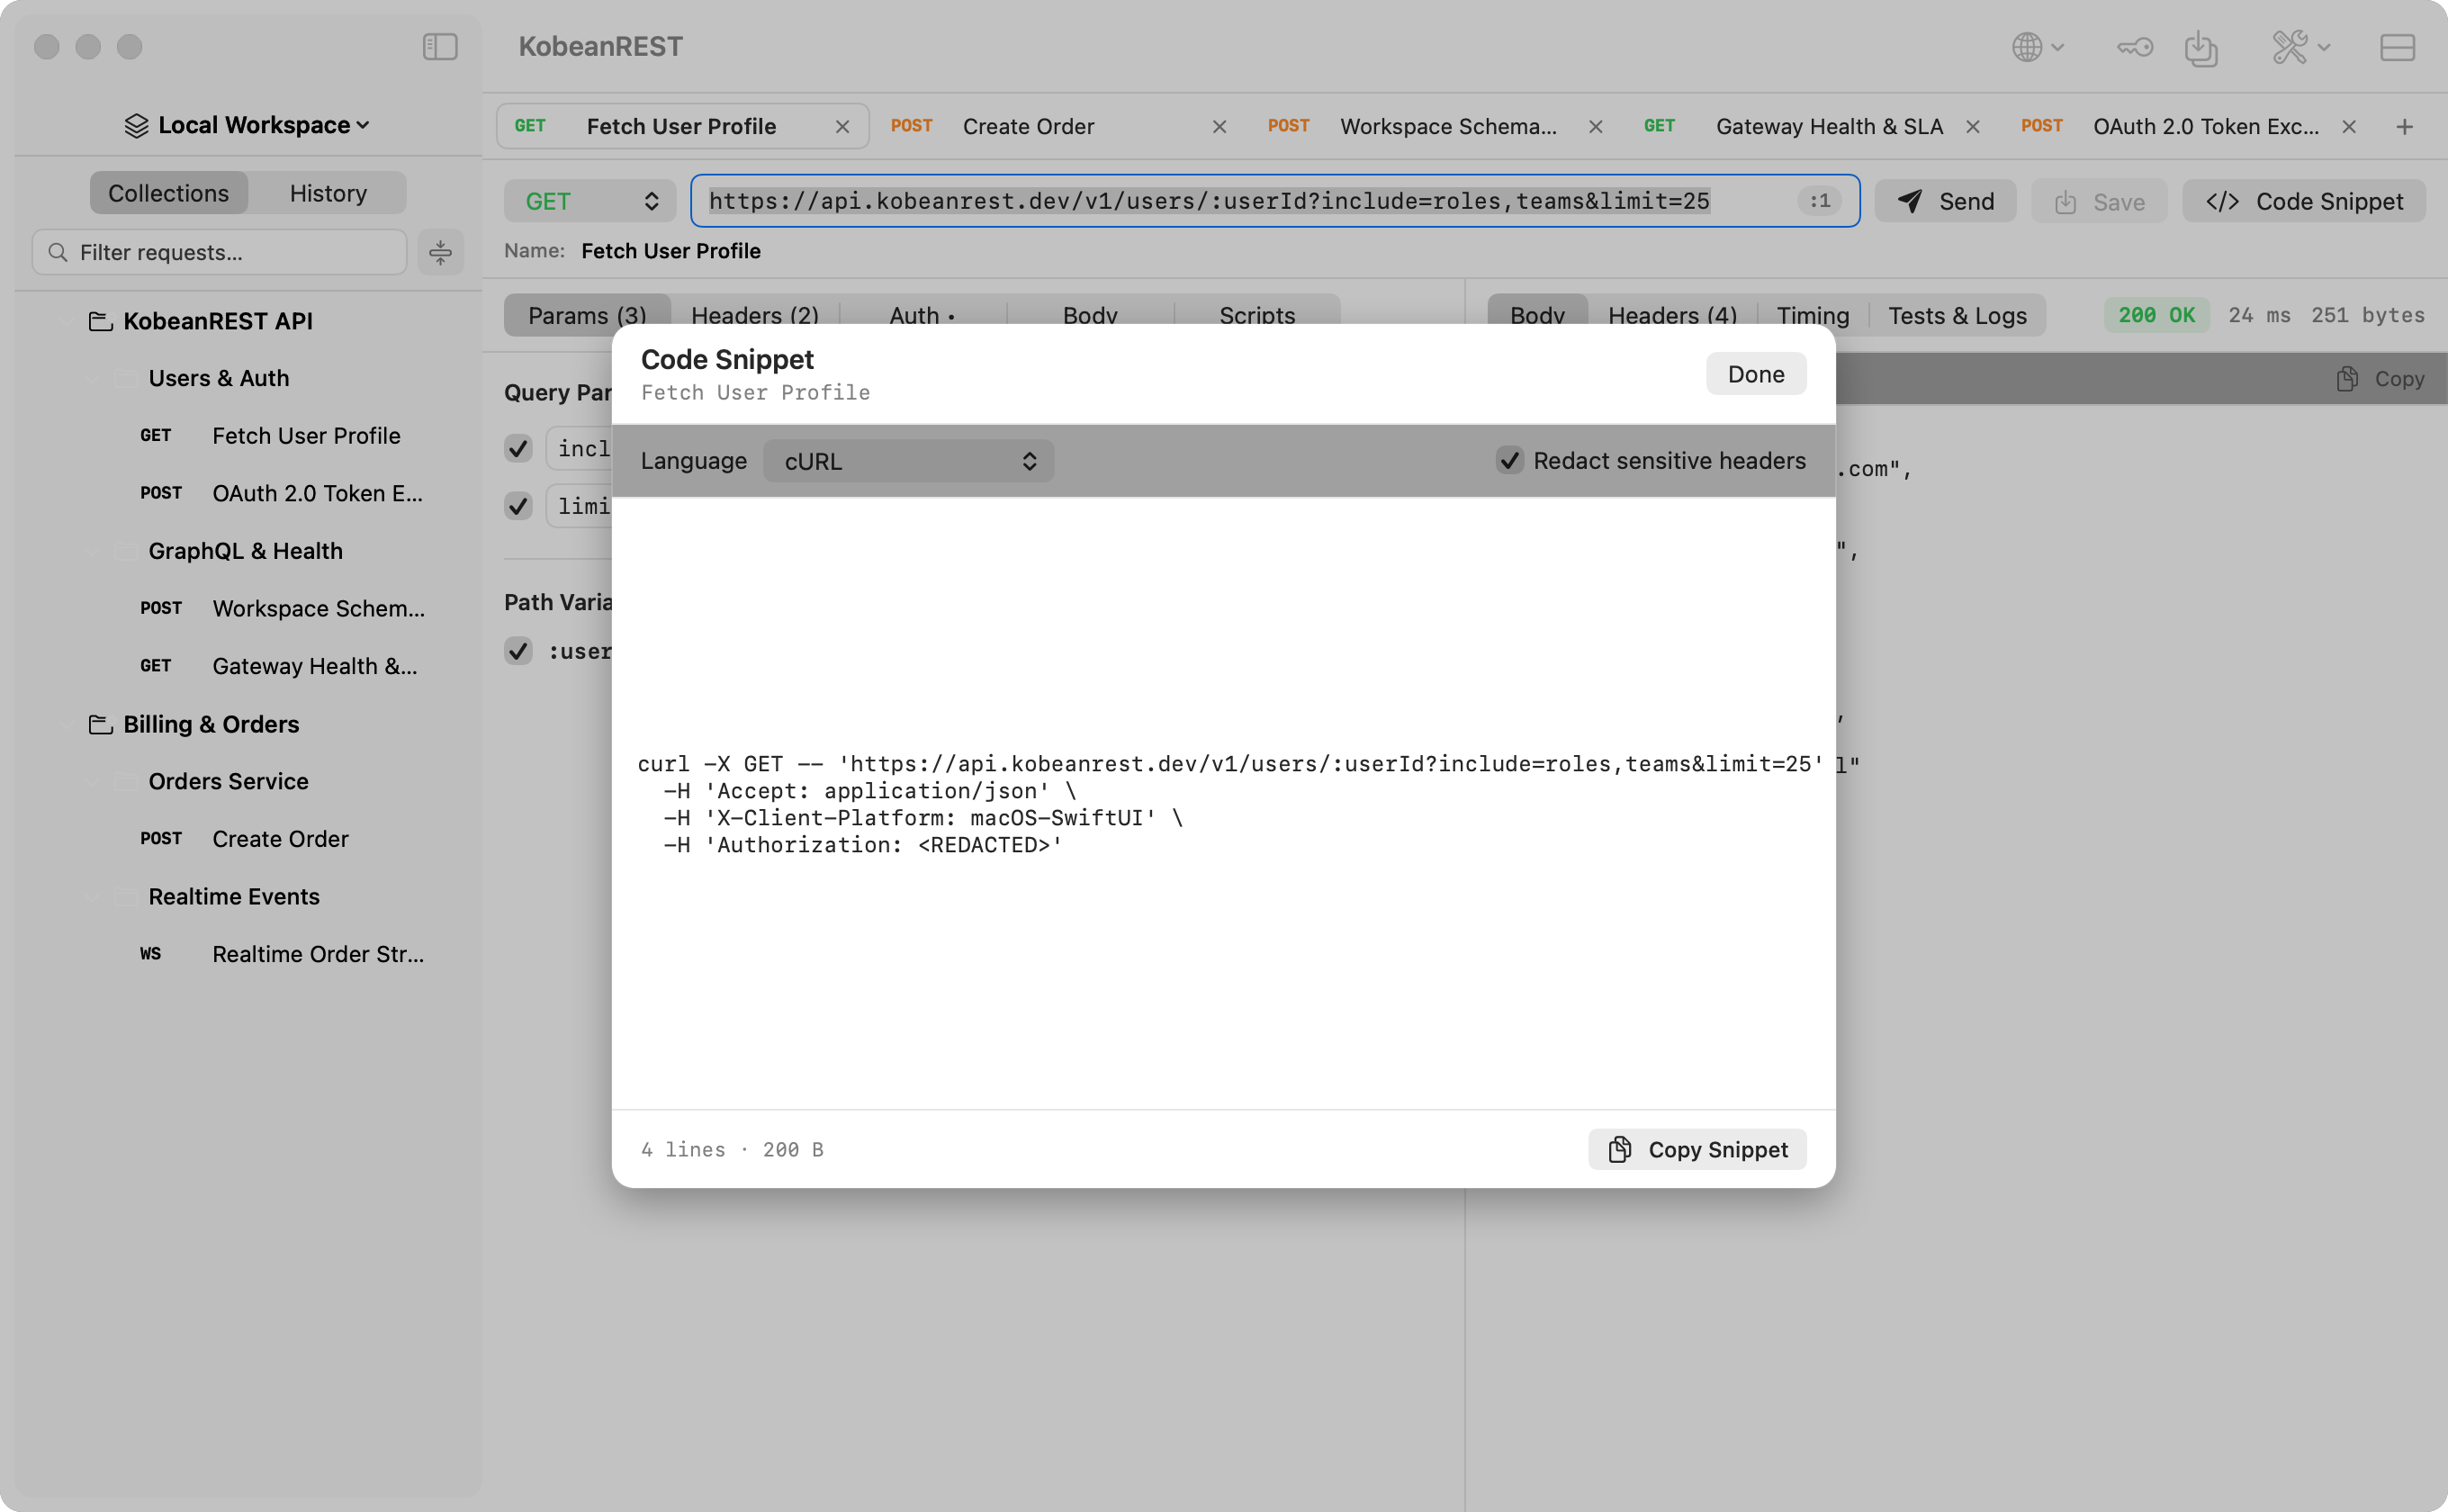 KobeanREST
Local Workspace
GET Fetch User Profile
POST Create Order
POST Workspace Schema...
GET Gateway Health & SLA
POST OAuth 2.0 Token Exc...
Collections History
Filter requests...
GET https://api.kobeanrest.dev/v1/users/:userId?include=roles,teams&limit=25 :1 Send Save </> Code Snippet
Name: Fetch User Profile
KobeanREST API
Users & Auth
GET Fetch User Profile
POST OAuth 2.0 Token E...
GraphQL & Health
POST Workspace Schem...
GET Gateway Health &...
Billing & Orders
Orders Service
POST Create Order
Realtime Events
WS Realtime Order Str...
Params (3) Headers (2) Auth • Body Scripts
Body Headers (4) Timing Tests & Logs 200 OK 24 ms 251 bytes
Copy
Query Par
incl
limi
Path Varia
:user
.com",
",
,
l"
Code Snippet
Fetch User Profile
Done
Language cURL Redact sensitive headers
curl -X GET -- 'https://api.kobeanrest.dev/v1/users/:userId?include=roles,teams&limit=25'
-H 'Accept: application/json' \
-H 'X-Client-Platform: macOS-SwiftUI' \
-H 'Authorization: <REDACTED>'
4 lines · 200 B
Copy Snippet